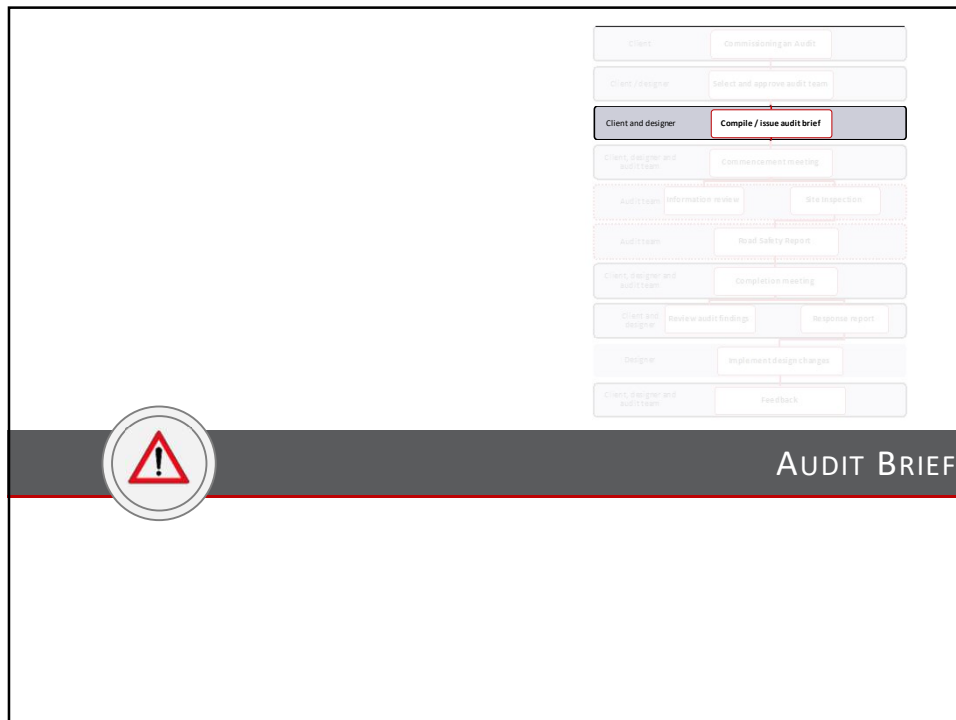 Client
Commissioning an Audit
Client / designer
Select and approve audit team
Client and designer
Compile / issue audit brief
Client, designer and
audit team
Commencement meeting
Audit team
Information review
Site Inspection
Audit team
Road Safety Report
Client, designer and
audit team
Completion meeting
Client and
designer
Review audit findings
Response report
Designer
Implement design changes
Client, designer and
audit team
Feedback
AUDIT BRIEF